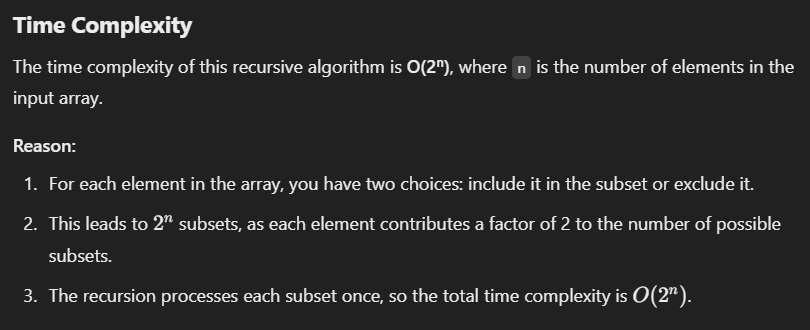 Time Complexity
The time complexity of this recursive algorithm is O(2ⁿ), where n is the number of elements in the
input array.
Reason:
1. For each element in the array, you have two choices: include it in the subset or exclude it.
2. This leads to 2ⁿ subsets, as each element contributes a factor of 2 to the number of possible
subsets.
3. The recursion processes each subset once, so the total time complexity is O(2ⁿ).